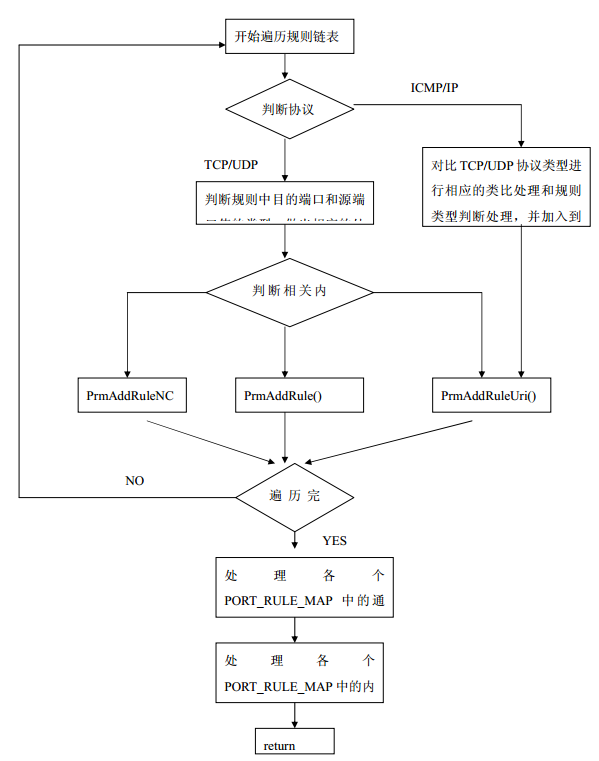 开始遍历规则链表
判断协议
ICMP/IP
TCP/UDP
对比 TCP/UDP 协议类型进
行相应的类比处理和规则
类型判断处理，并加入到
判断规则中目的端口和源端
判断相关内
PrmAddRuleNC
PrmAddRule()
PrmAddRuleUri()
遍 历 完
NO
YES
处 理 各 个
PORT_RULE_MAP 中的通
处 理 各 个
PORT_RULE_MAP 中的内
return